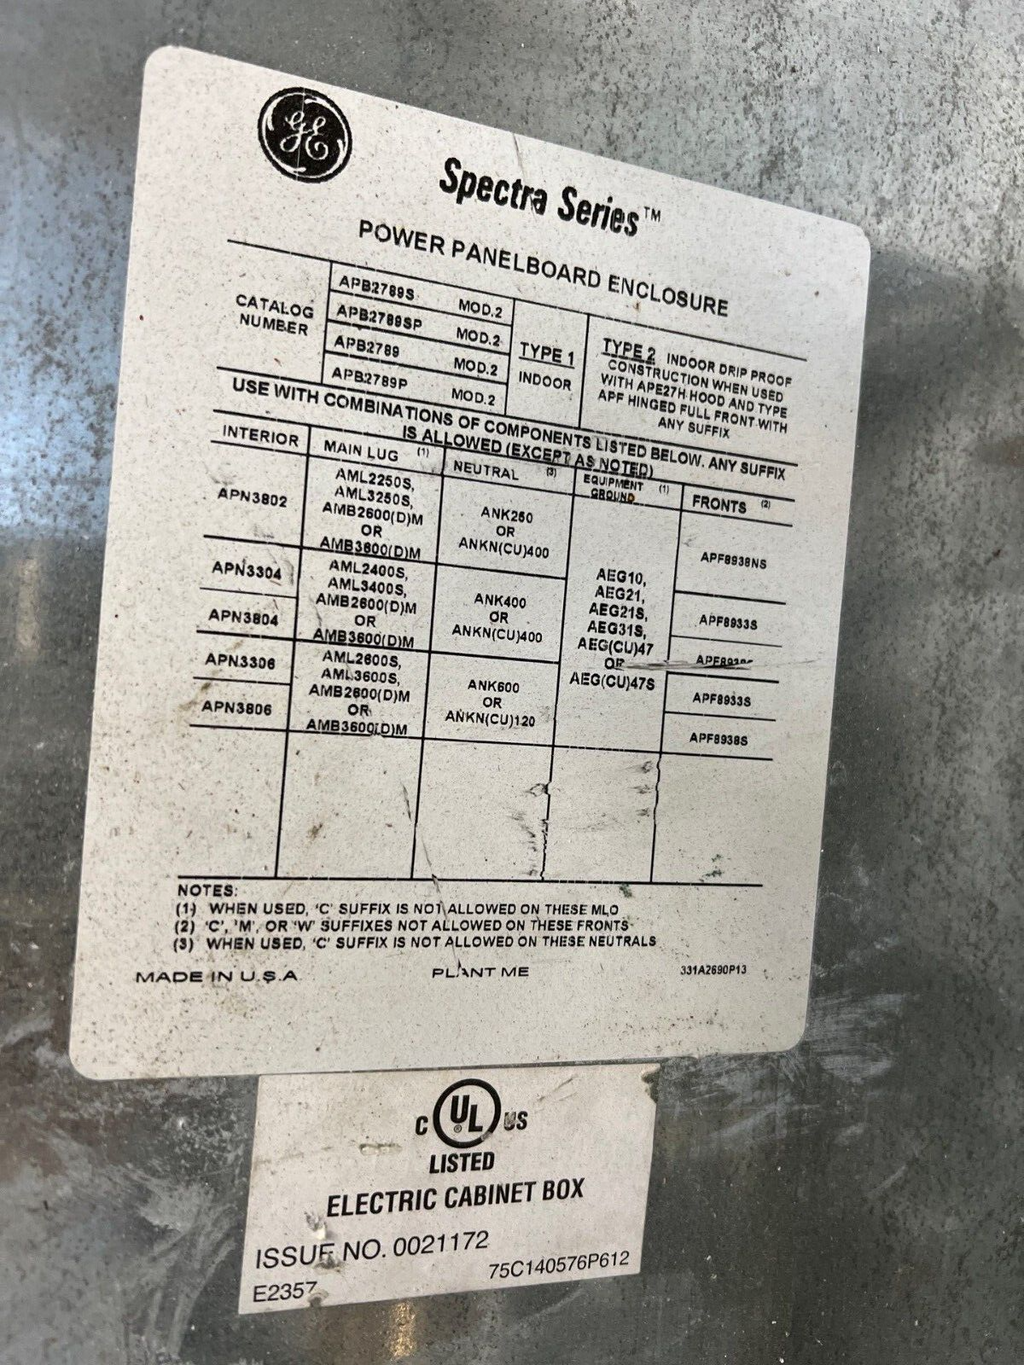 GE
Spectra Series™
POWER PANELBOARD ENCLOSURE
CATALOG NUMBER
APB2789S MOD.2
APB2789SP MOD.2
APB2789 MOD.2
APB2789P MOD.2
TYPE 1
INDOOR
TYPE 2 INDOOR DRIP PROOF
CONSTRUCTION WHEN USED
WITH APE27H HOOD AND TYPE
APF HINGED FULL FRONT WITH
ANY SUFFIX
USE WITH COMBINATIONS OF COMPONENTS LISTED BELOW. ANY SUFFIX
IS ALLOWED (EXCEPT AS NOTED)
INTERIOR MAIN LUG (1) NEUTRAL (3) EQUIPMENT GROUND (1) FRONTS (2)
APN3802
AML2250S,
AML3250S,
AMB2600(D)M
OR
AMB3600(D)M
ANK250
OR
ANKN(CU)400
APF8938NS
APN3304
APN3804
AML2400S,
AML3400S,
AMB2600(D)M
OR
AMB3600(D)M
ANK400
OR
ANKN(CU)400
AEG10,
AEG21,
AEG21S,
AEG31S,
AEG(CU)47
OR
AEG(CU)47S
APF8933S
APN3306
APN3806
AML2600S,
AML3600S,
AMB2600(D)M
OR
AMB3600(D)M
ANK600
OR
ANKN(CU)120
APF8933S
APF8938S
NOTES:
(1) WHEN USED, 'C' SUFFIX IS NOT ALLOWED ON THESE MLO
(2) 'C', 'M', OR 'W' SUFFIXES NOT ALLOWED ON THESE FRONTS
(3) WHEN USED, 'C' SUFFIX IS NOT ALLOWED ON THESE NEUTRALS
MADE IN U.S.A PLANT ME 331A2690P13
C UL® US
LISTED
ELECTRIC CABINET BOX
ISSUE NO. 0021172
E2357 75C140576P612